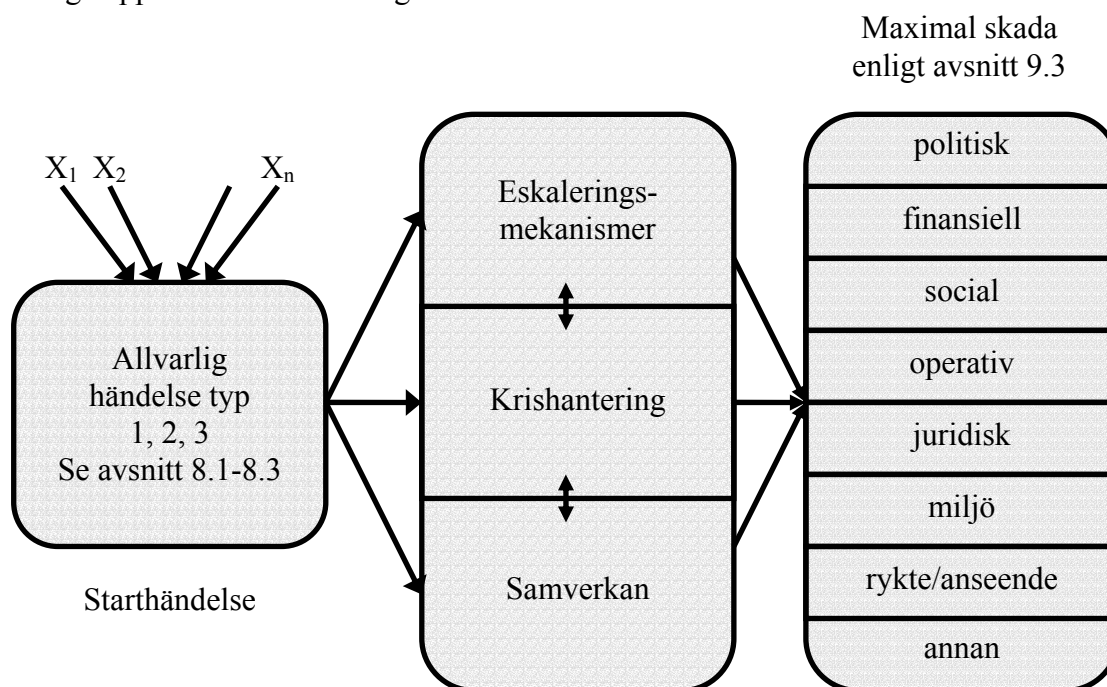 Maximal skada
enligt avsnitt 9.3
X1 X2 Xn
Allvarlig
händelse typ
1, 2, 3
Se avsnitt 8.1-8.3
Starthändelse
Eskalerings-
mekanismer
Krishantering
Samverkan
politisk
finansiell
social
operativ
juridisk
miljö
rykte/anseende
annan